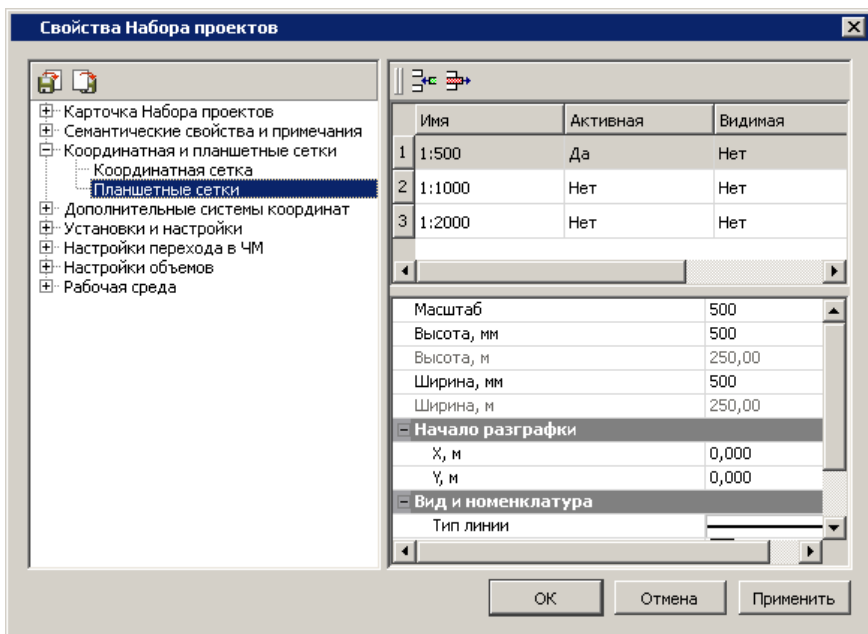 Свойства Набора проектов
Карточка Набора проектов
Семантические свойства и примечания
Координатная и планшетные сетки
Координатная сетка
Планшетные сетки
Дополнительные системы координат
Установки и настройки
Настройки перехода в ЧМ
Настройки объемов
Рабочая среда
Имя Активная Видимая
1 1:500 Да Нет
2 1:1000 Нет Нет
3 1:2000 Нет Нет
Масштаб 500
Высота, мм 500
Высота, м 250,00
Ширина, мм 500
Ширина, м 250,00
Начало разграфки
X, м 0,000
Y, м 0,000
Вид и номенклатура
Тип линии
ОК Отмена Применить